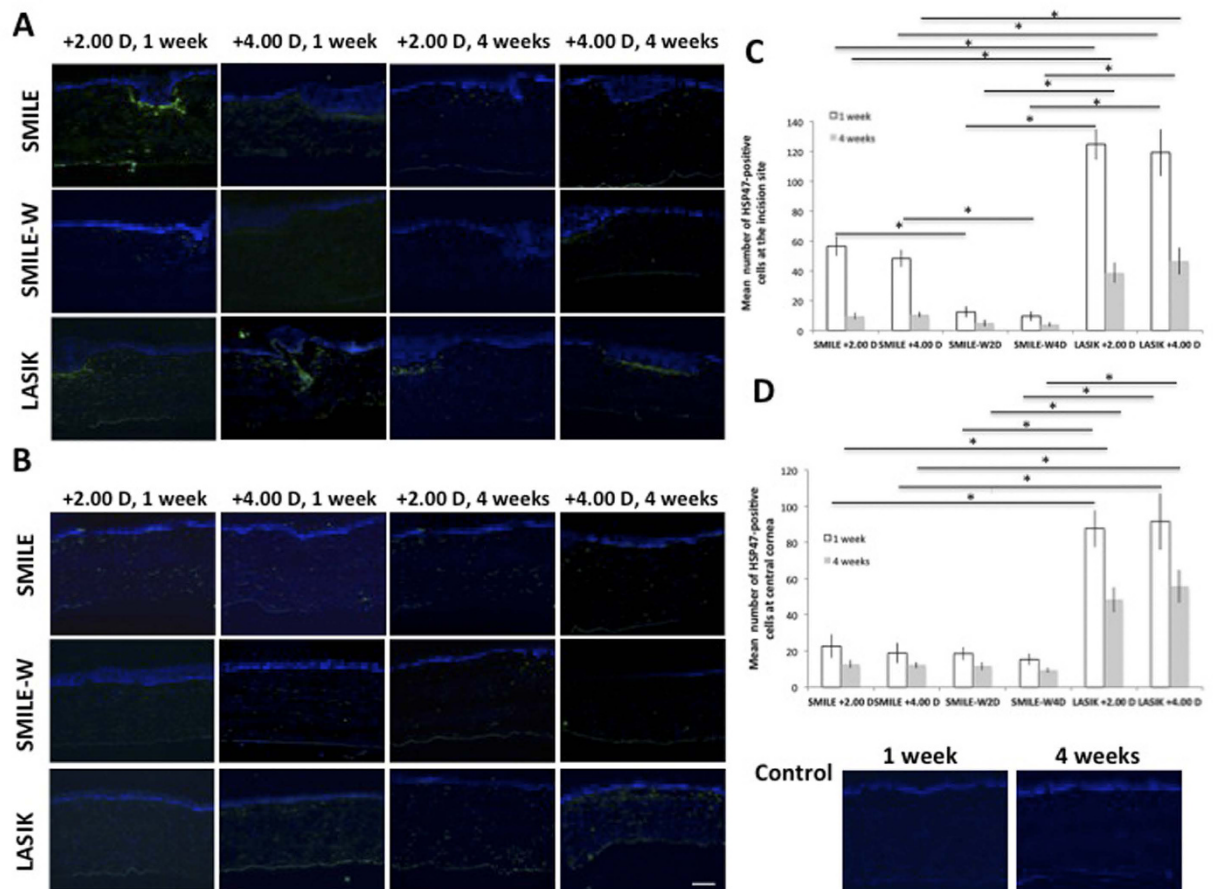 A
+2.00 D, 1 week +4.00 D, 1 week +2.00 D, 4 weeks +4.00 D, 4 weeks
SMILE
SMILE-W
LASIK
B
+2.00 D, 1 week +4.00 D, 1 week +2.00 D, 4 weeks +4.00 D, 4 weeks
SMILE
SMILE-W
LASIK
C
* * * * * * * * * *
Mean number of HSP47-positive
cells at the incision site
140
120
100
80
60
40
20
0
1 week
4 weeks
SMILE +2.00 D SMILE +4.00 D SMILE-W2D SMILE-W4D LASIK +2.00 D LASIK +4.00 D
D
* * * * * * * *
Mean number of HSP47-positive
cells at central cornea
120
100
80
60
40
20
0
1 week
4 weeks
SMILE +2.00 D SMILE +4.00 D SMILE-W2D SMILE-W4D LASIK +2.00 D LASIK +4.00 D
Control
1 week 4 weeks